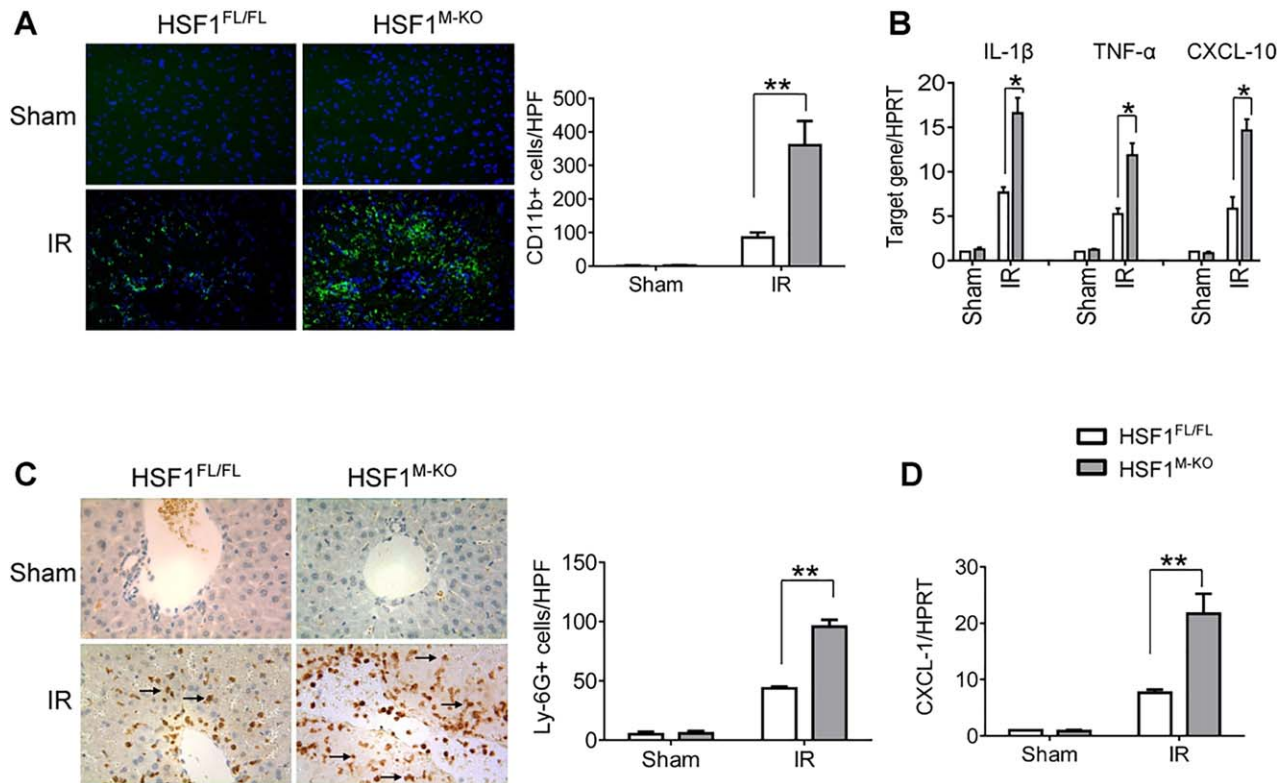 A
HSF1FL/FL
HSF1M-KO
Sham
IR
CD11b+ cells/HPF
500
400
300
200
100
0
**
Sham
IR
B
IL-1β
TNF-α
CXCL-10
Target gene/HPRT
20
15
10
5
0
*
*
*
Sham
IR
Sham
IR
Sham
IR
HSF1FL/FL
HSF1M-KO
C
HSF1FL/FL
HSF1M-KO
Sham
IR
Ly-6G+ cells/HPF
150
100
50
0
**
Sham
IR
D
CXCL-1/HPRT
30
20
10
0
**
Sham
IR